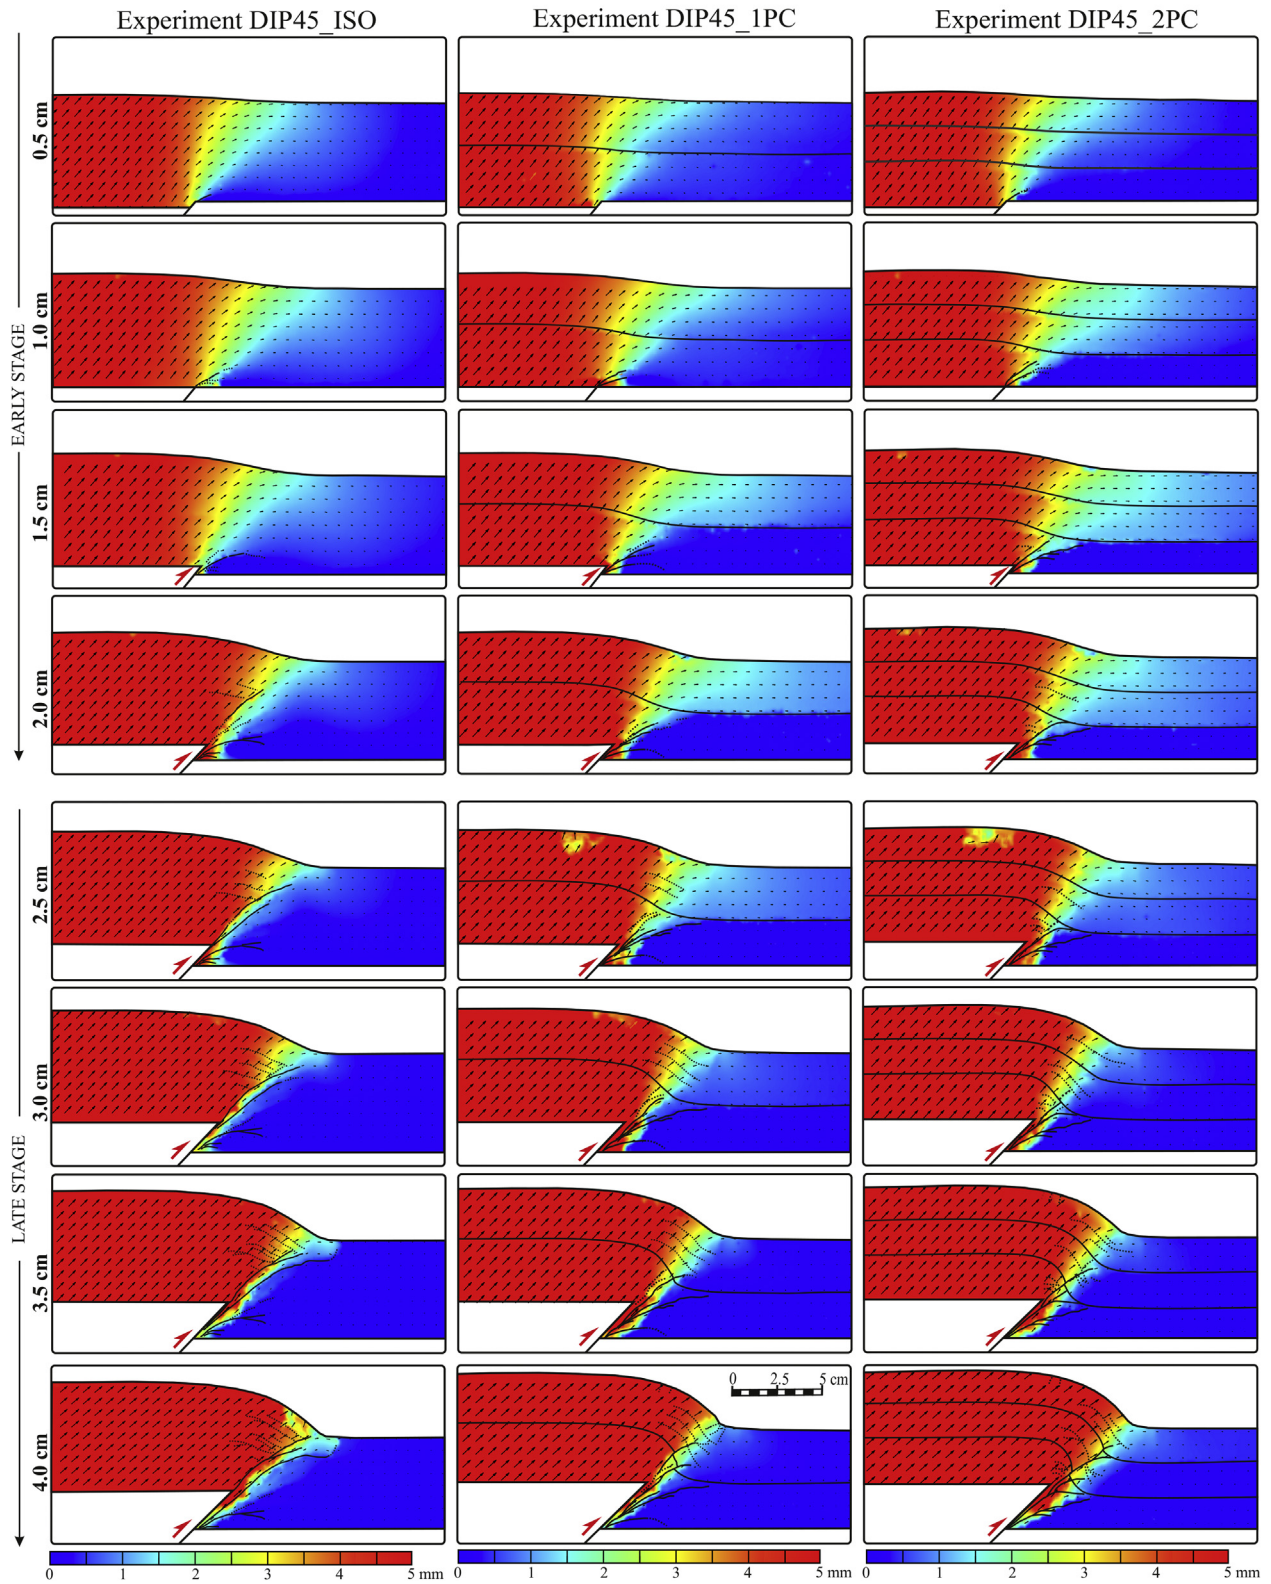 Experiment DIP45_ISO
Experiment DIP45_1PC
Experiment DIP45_2PC
EARLY STAGE
0.5 cm
1.0 cm
1.5 cm
2.0 cm
LATE STAGE
2.5 cm
3.0 cm
3.5 cm
4.0 cm
0 2.5 5 cm
0 1 2 3 4 5 mm
0 1 2 3 4 5 mm
0 1 2 3 4 5 mm